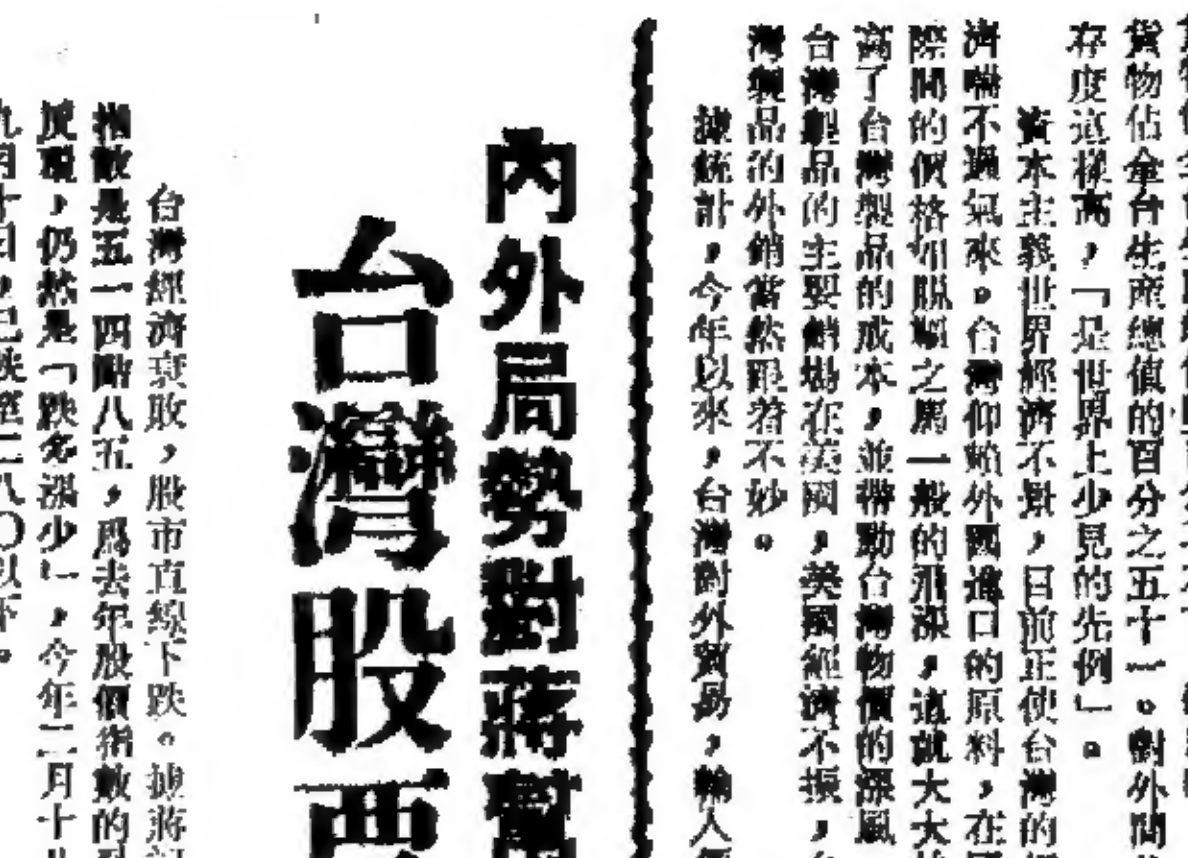 貨物佔全台生產總值的百分之五十一。對外間
存度這樣高，「是世界上少見的先例」。
資本主義世界經濟不景，目前正使台灣的
濟喘不過氣來。台灣仰賴外國進口的原料，在國
際間的價格如脫韁之馬一般的飛漲，這就大大
高了台灣製品的成本，並帶動台灣物價的漲風
台灣製品的主要銷場在美國，美國經濟不振，
灣製品的外銷當然跟着不妙。
據統計，今年以來，台灣對外貿易，輸入
內外局勢對蔣幫
台灣股票
台灣經濟衰敗，股市直線下跌。據蔣
指數是五一四點八五，爲去年股價指數的
度，仍然是「跌多漲少」，今年二月十
九月十日，已跌至二八〇以下。